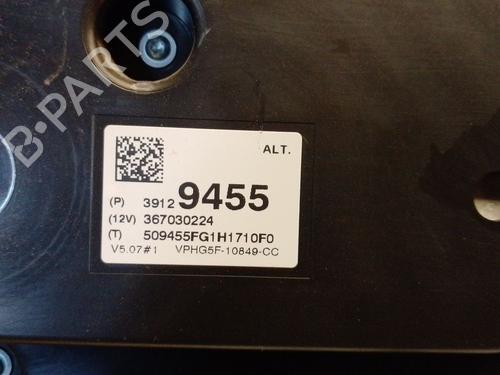 B-PARTS
ALT.
(P) 3912 9455
(12V) 367030224
(T) 509455FG1H1710F0
V5.07#1 VPHG5F-10849-CC